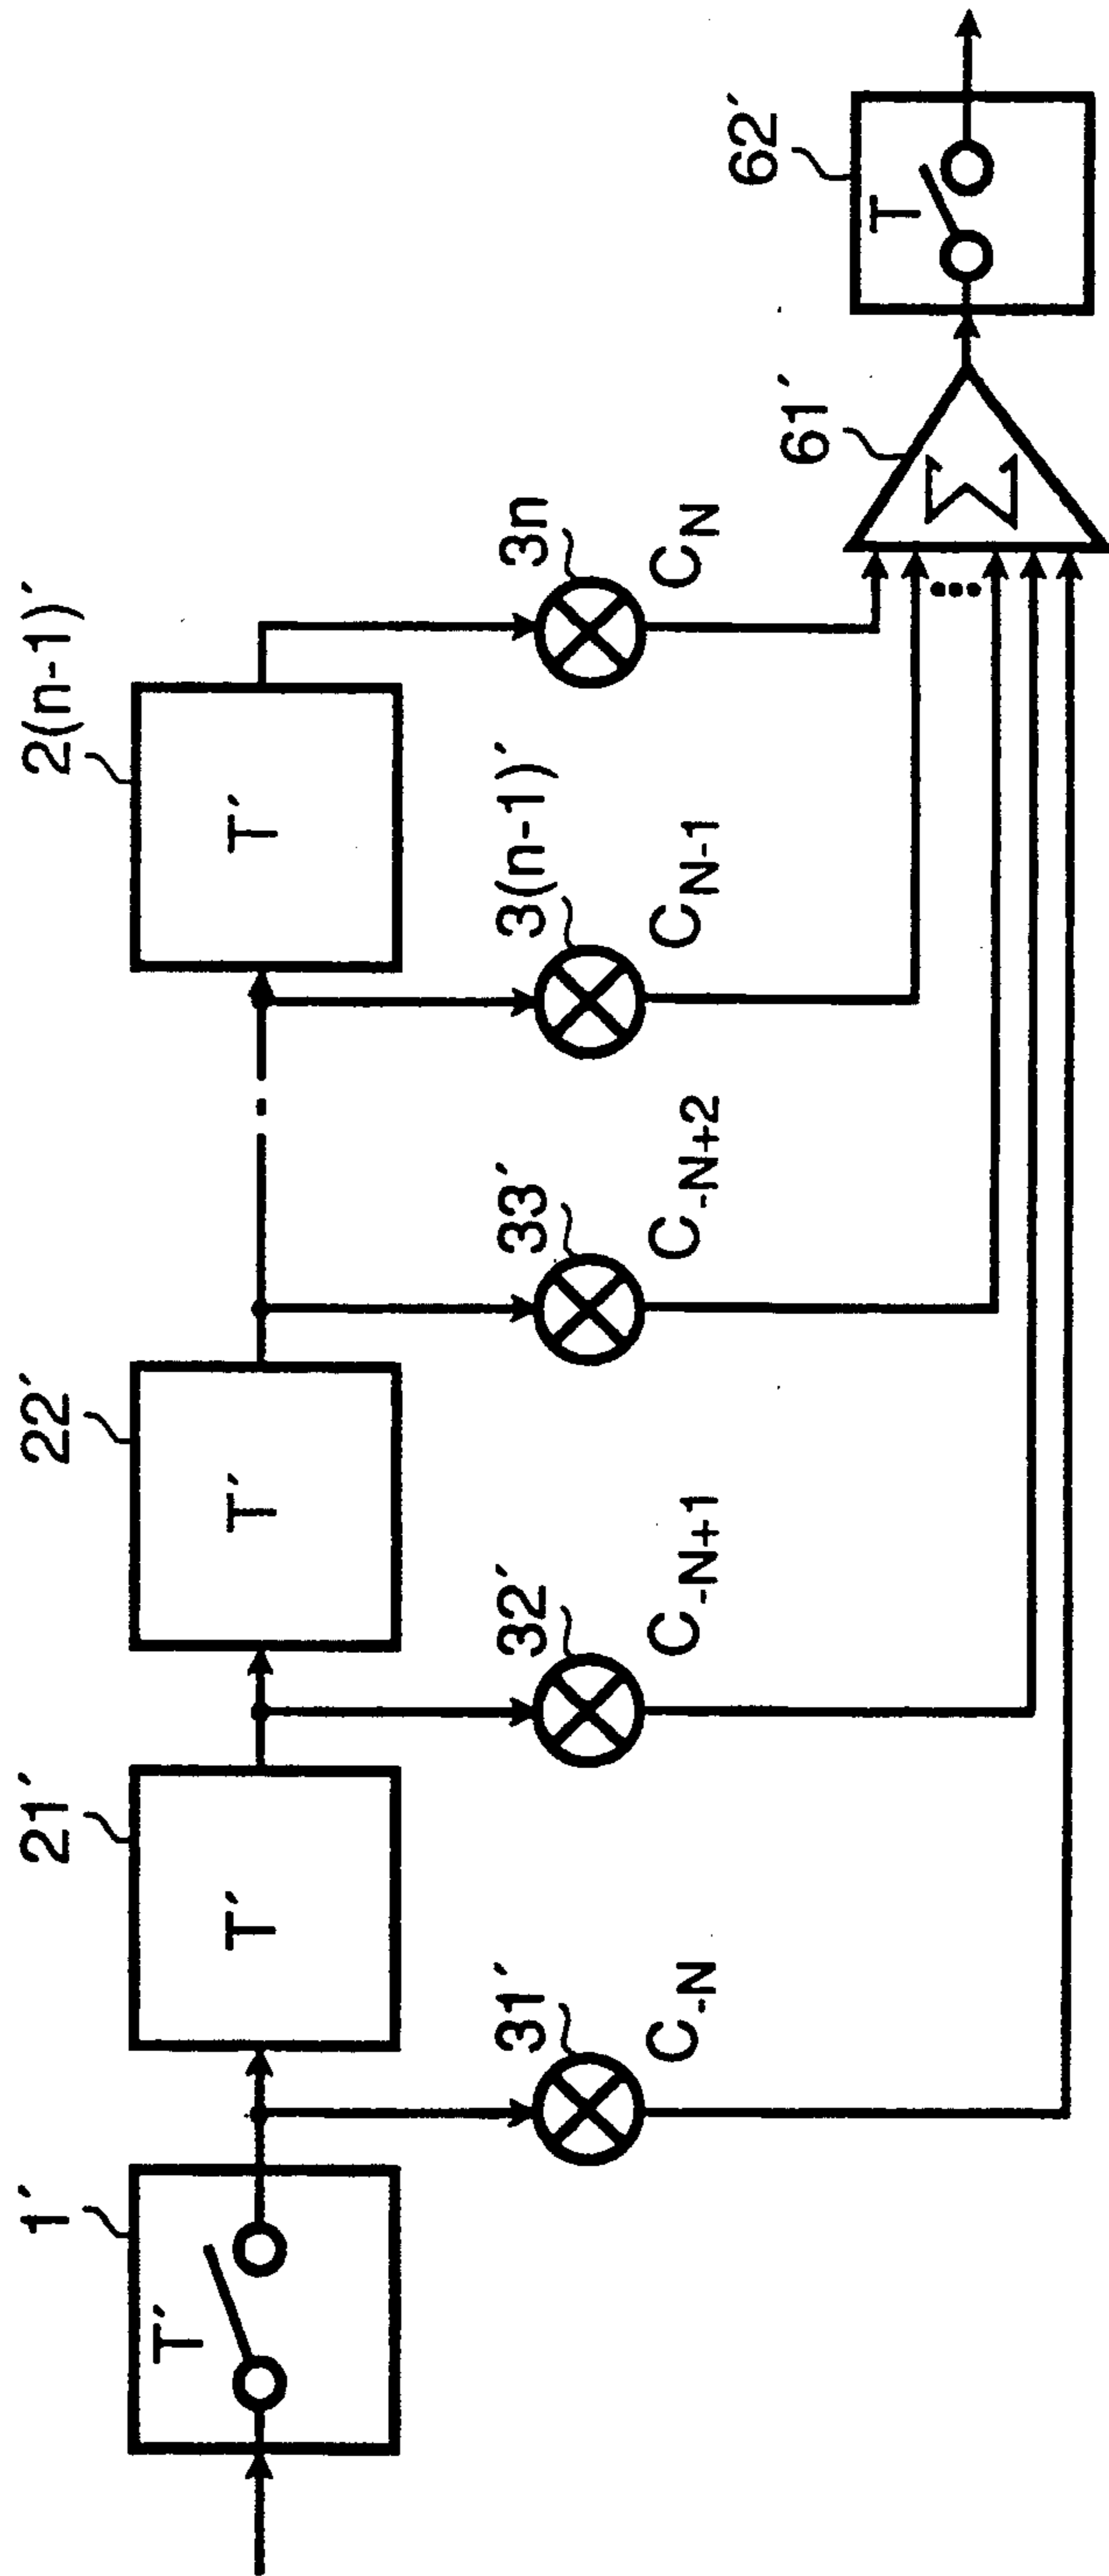 1′
21′
22′
2(n-1)′
T′
T′
T′
T′
31′
32′
33′
3(n-1)′
3n
C-N
C-N+1
C-N+2
CN-1
CN
61′
62′
Σ
T